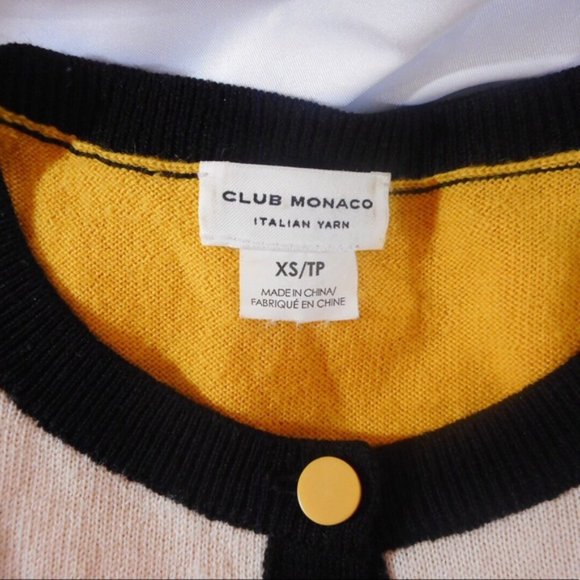 CLUB MONACO
ITALIAN YARN
XS/TP
MADE IN CHINA/
FABRIQUÉ EN CHINE